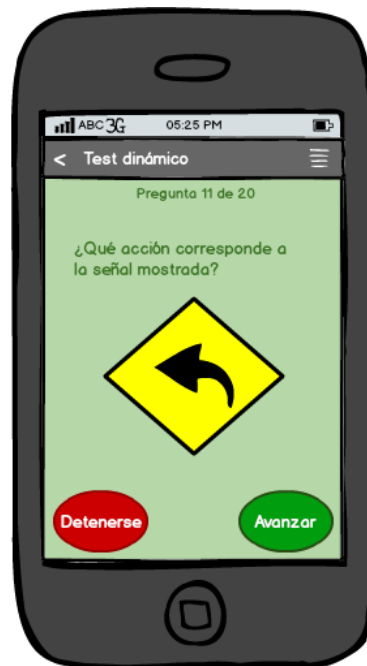 ABC 3G 05:25 PM
< Test dinámico
Pregunta 11 de 20
¿Qué acción corresponde a
la señal mostrada?
Detenerse Avanzar